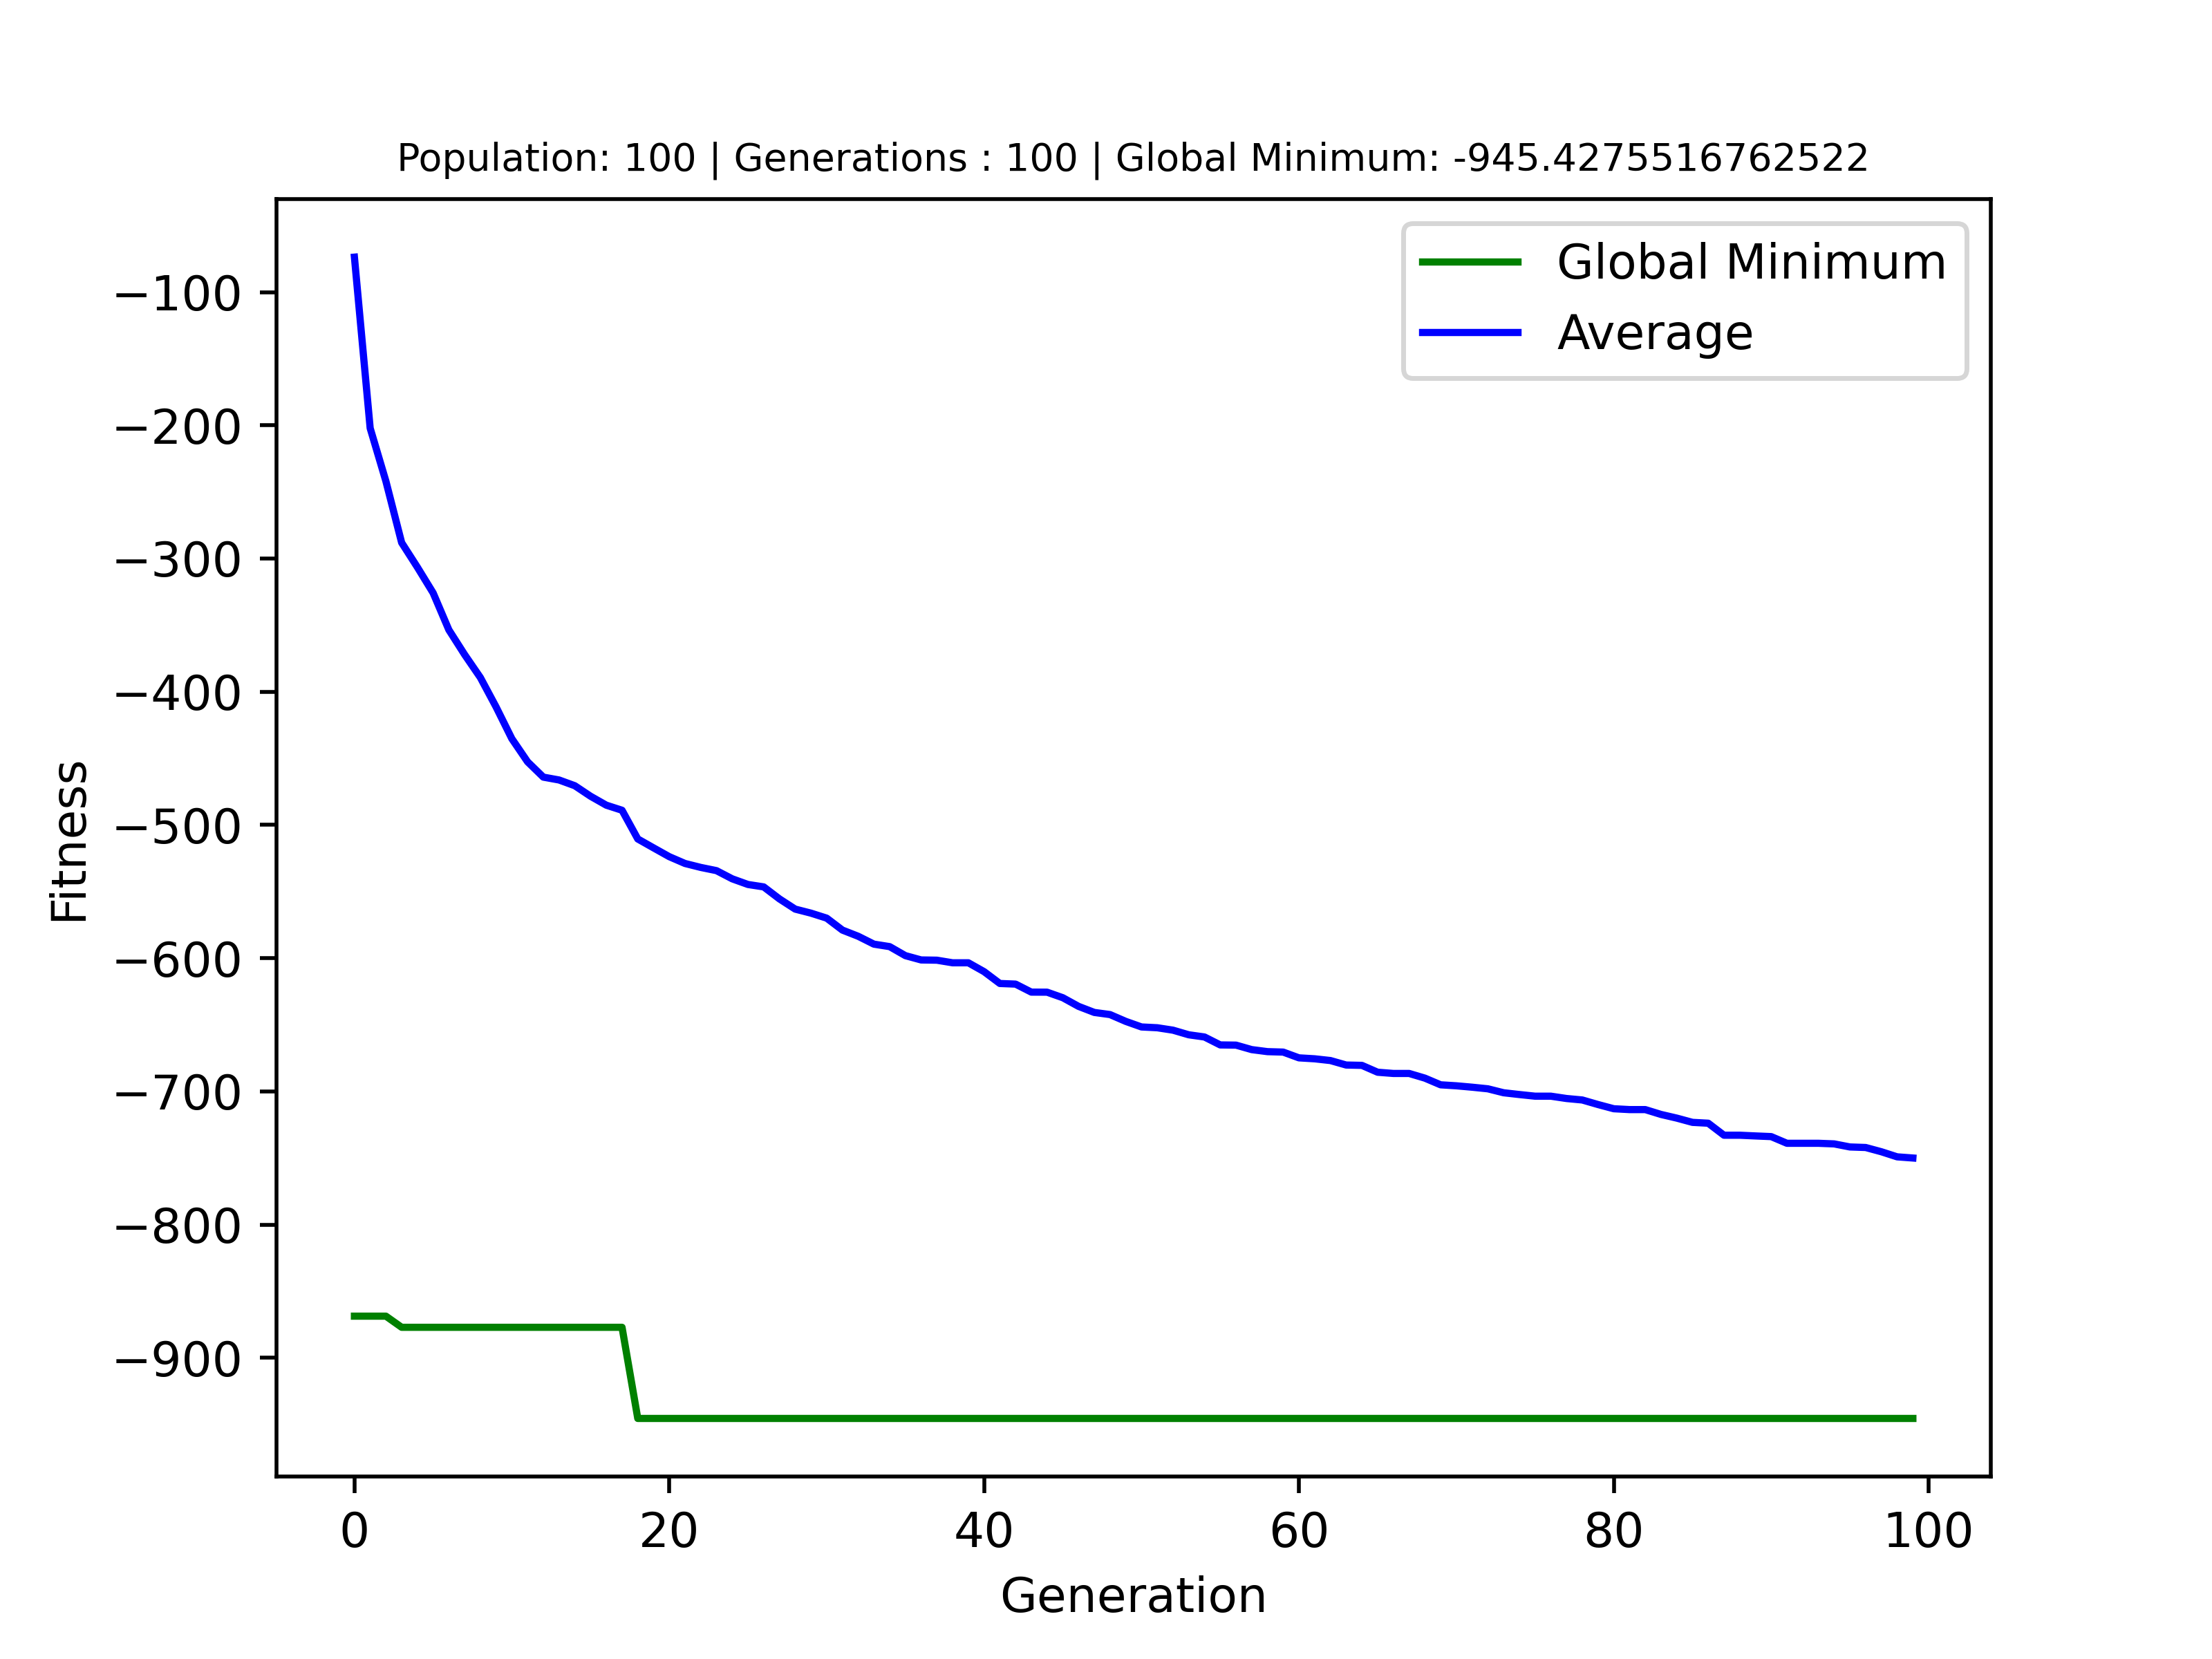 Population: 100 | Generations : 100 | Global Minimum: -945.4275516762522
Global Minimum
Average
−100
−200
−300
−400
−500
−600
−700
−800
−900
Fitness
0 20 40 60 80 100
Generation